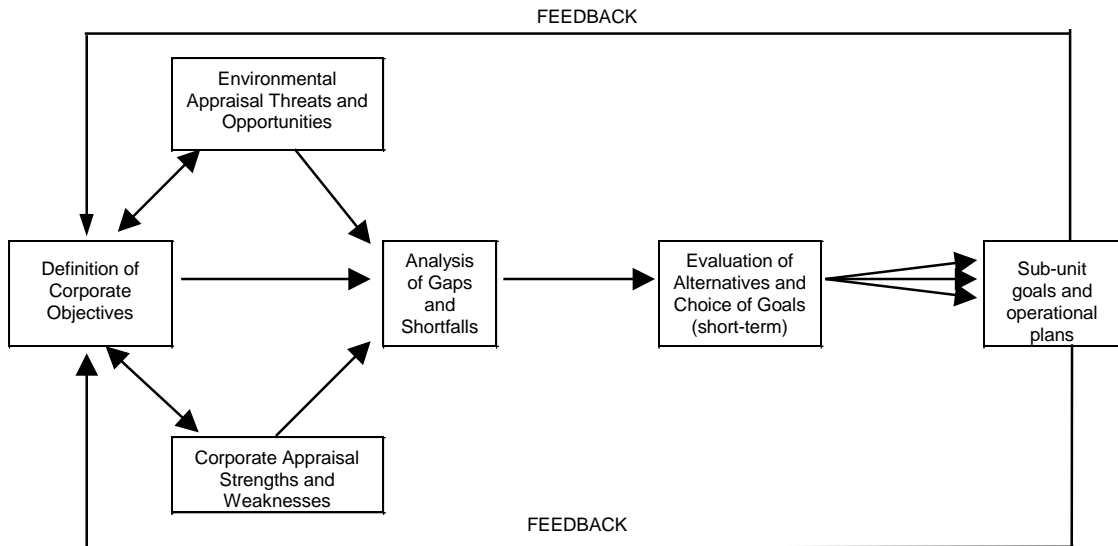 FEEDBACK
Environmental
Appraisal Threats and
Opportunities
Definition of
Corporate
Objectives
Analysis
of Gaps
and
Shortfalls
Evaluation of
Alternatives and
Choice of Goals
(short-term)
Sub-unit
goals and
operational
plans
Corporate Appraisal
Strengths and
Weaknesses
FEEDBACK